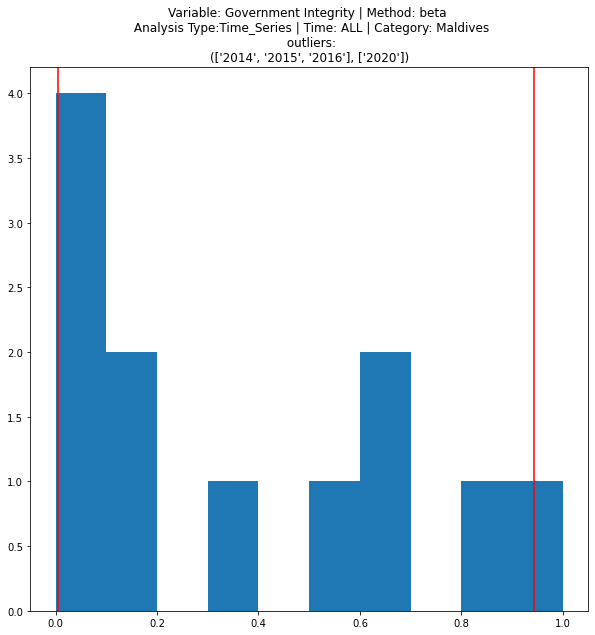 Variable: Government Integrity | Method: beta
Analysis Type:Time_Series | Time: ALL | Category: Maldives
outliers:
(['2014', '2015', '2016'], ['2020'])
4.0
3.5
3.0
2.5
2.0
1.5
1.0
0.5
0.0
0.0 0.2 0.4 0.6 0.8 1.0